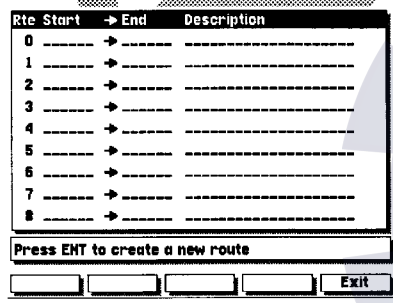 Rte Start → End Description
0 ______ → ______ ____________________
1 ______ → ______ ____________________
2 ______ → ______ ____________________
3 ______ → ______ ____________________
4 ______ → ______ ____________________
5 ______ → ______ ____________________
6 ______ → ______ ____________________
7 ______ → ______ ____________________
8 ______ → ______ ____________________
Press ENT to create a new route
Exit